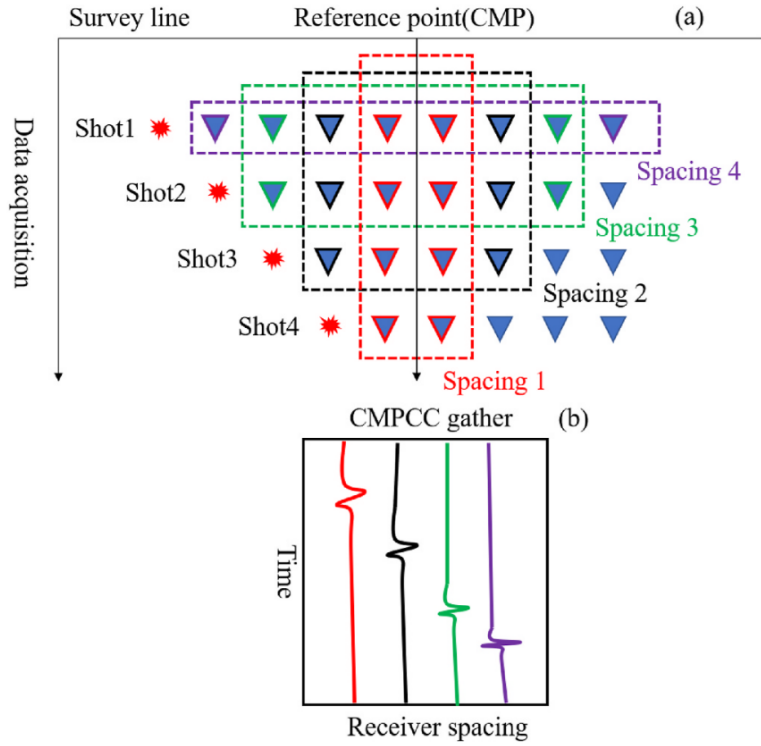 Survey line
Reference point(CMP)
(a)
Data acquisition
Shot1
Spacing 4
Shot2
Spacing 3
Shot3
Spacing 2
Shot4
Spacing 1
CMPCC gather
(b)
Time
Receiver spacing